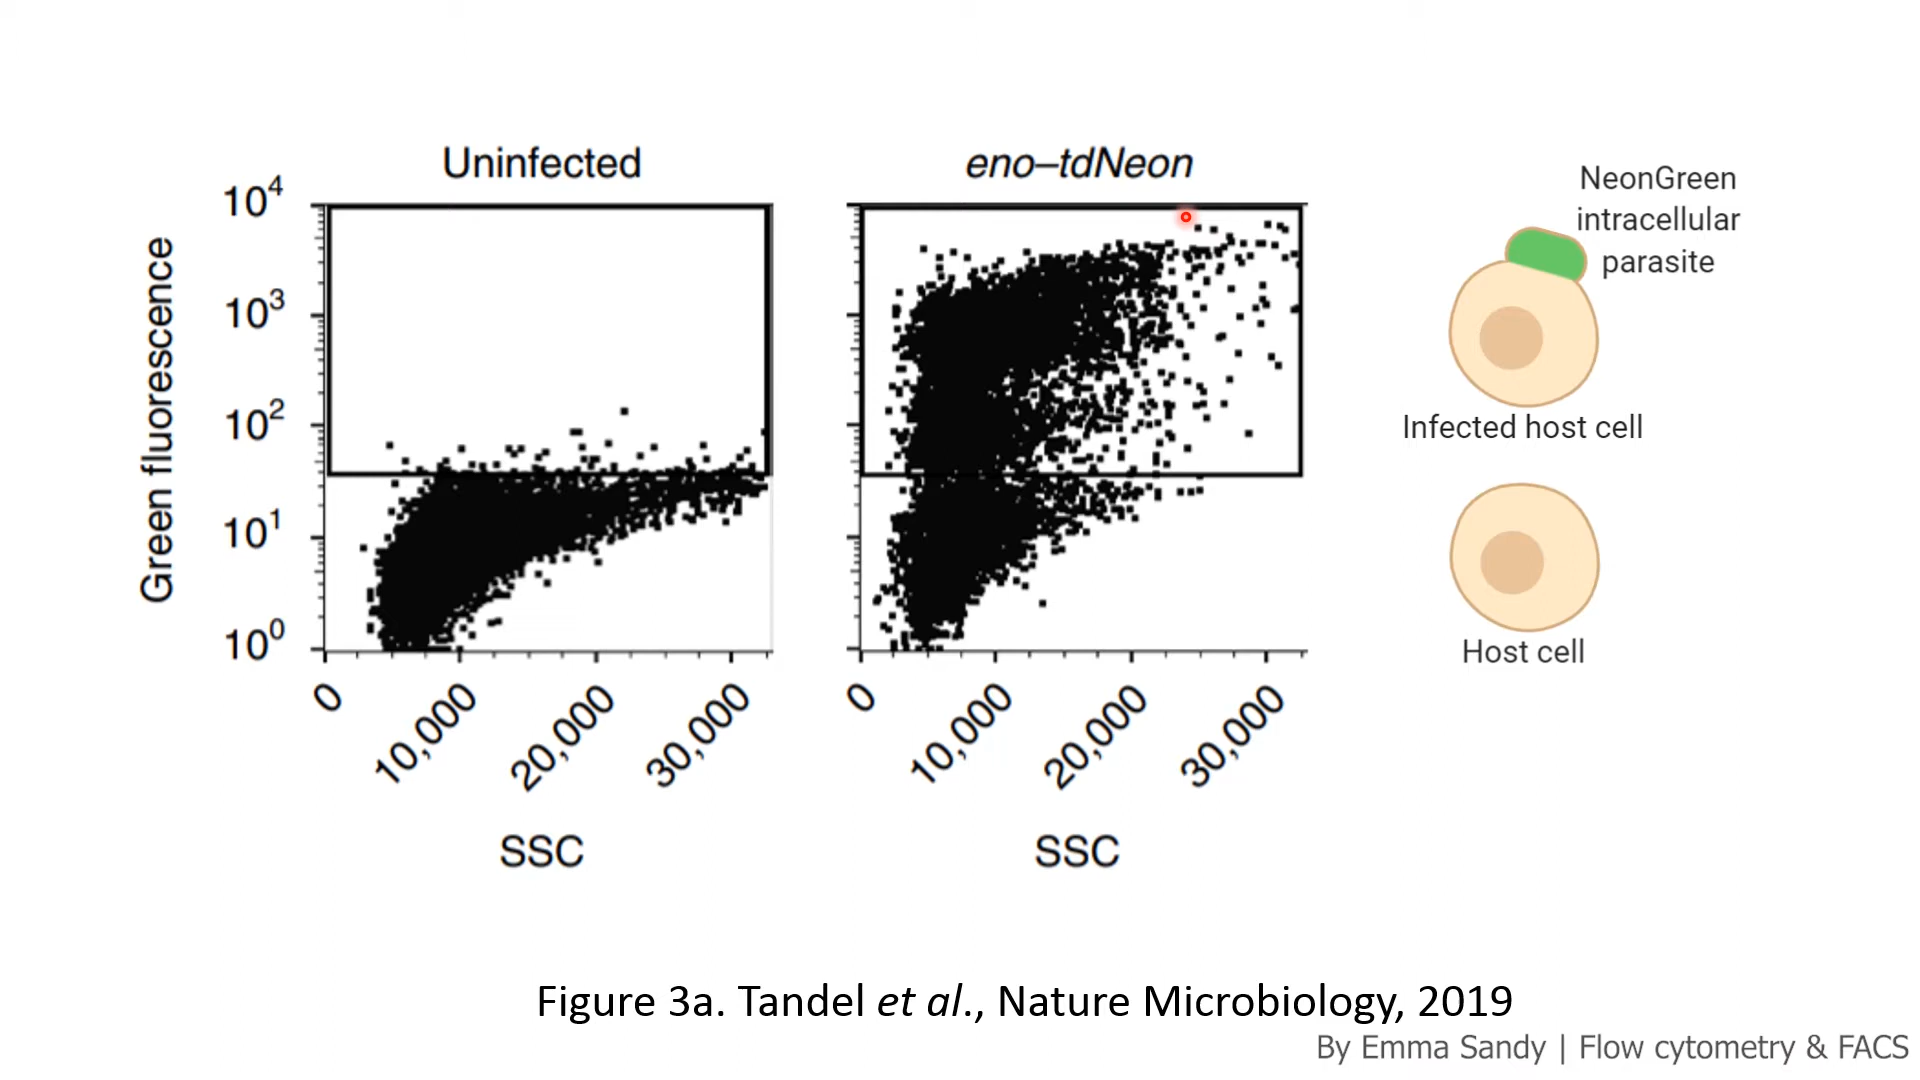 Uninfected
eno–tdNeon
Green fluorescence
10⁴
10³
10²
10¹
10⁰
0
10,000
20,000
30,000
SSC
0
10,000
20,000
30,000
SSC
NeonGreen
intracellular
parasite
Infected host cell
Host cell
Figure 3a. Tandel et al., Nature Microbiology, 2019
By Emma Sandy | Flow cytometry & FACS